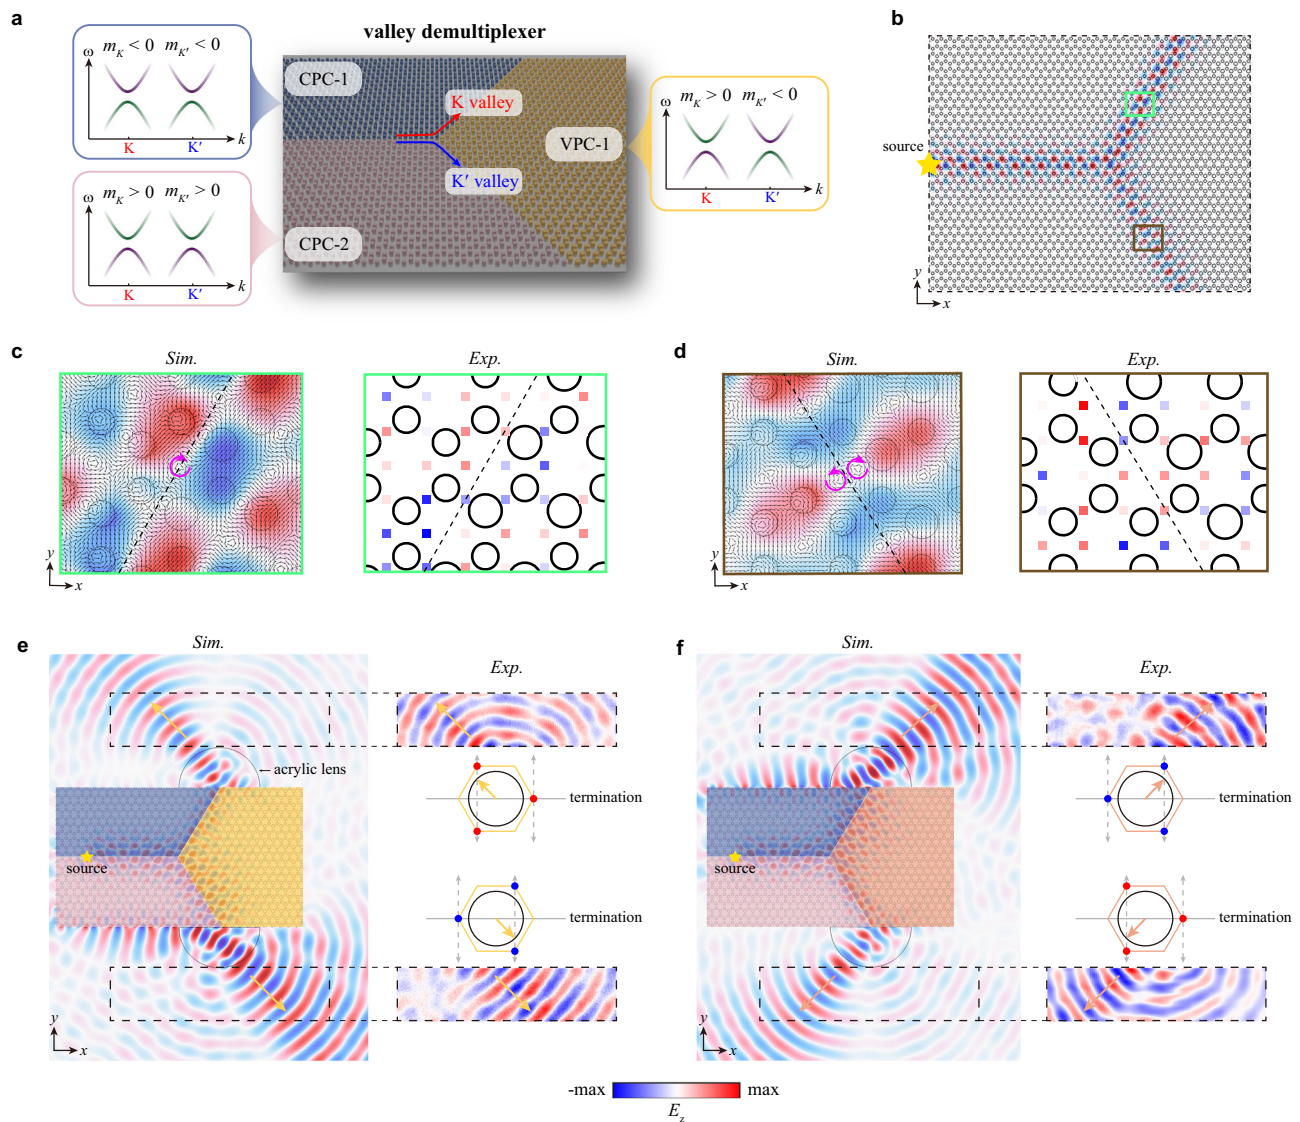 a
valley demultiplexer
b
m_K < 0 m_K′ < 0
ω
K K′ k
CPC-1
K valley
VPC-1
K′ valley
CPC-2
m_K > 0 m_K′ < 0
ω
K K′ k
m_K > 0 m_K′ > 0
ω
K K′ k
source
y
x
c
Sim.
Exp.
y
x
d
Sim.
Exp.
y
x
e
Sim.
Exp.
acrylic lens
termination
source
termination
y
x
f
Sim.
Exp.
termination
source
termination
y
x
-max max
E_z